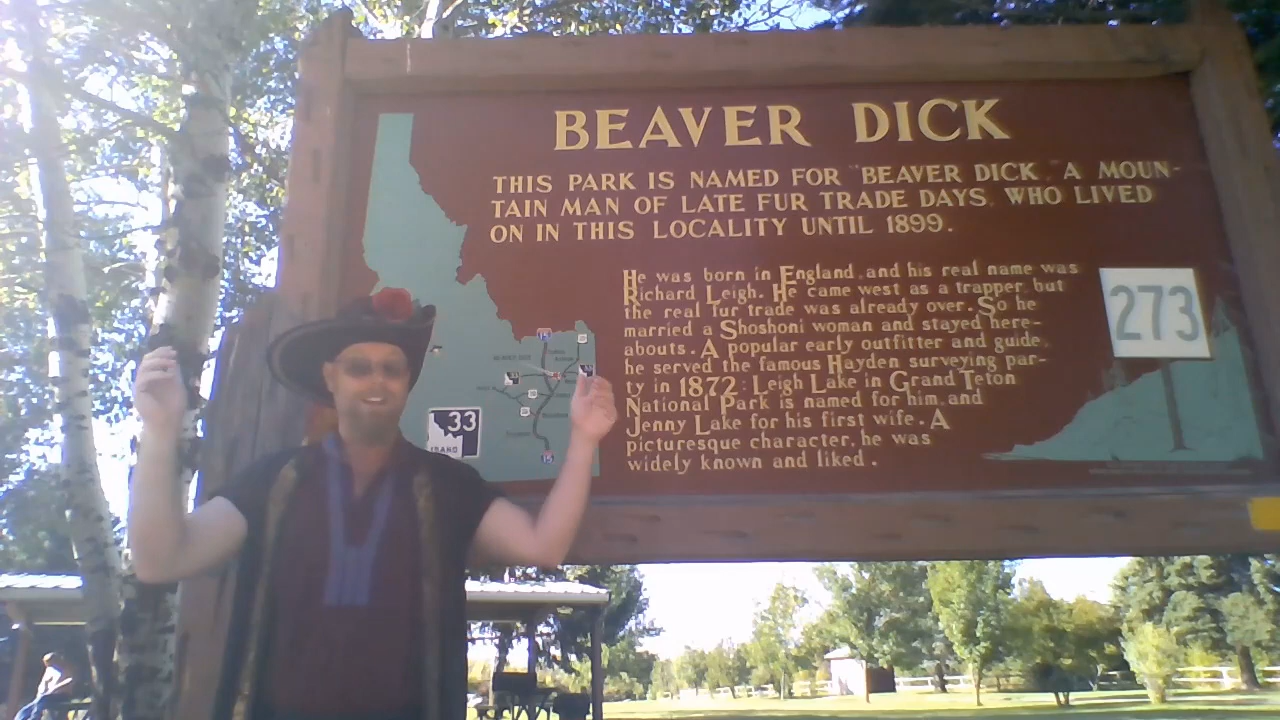 BEAVER DICK
THIS PARK IS NAMED FOR "BEAVER DICK," A MOUN-
TAIN MAN OF LATE FUR TRADE DAYS, WHO LIVED
ON IN THIS LOCALITY UNTIL 1899.
He was born in England, and his real name was
Richard Leigh. He came west as a trapper, but
the real fur trade was already over. So he
married a Shoshoni woman and stayed here-
abouts. A popular early outfitter and guide,
he served the famous Hayden surveying par-
ty in 1872: Leigh Lake in Grand Teton
National Park is named for him, and
Jenny Lake for his first wife. A
picturesque character, he was
widely known and liked.
273
33
IDAHO
15